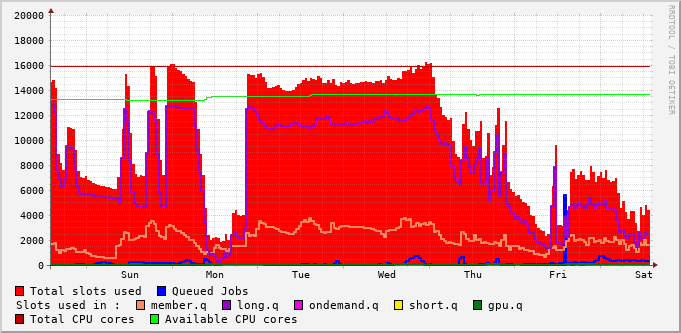 20000
18000
16000
14000
12000
10000
8000
6000
4000
2000
0
Sun Mon Tue Wed Thu Fri Sat
RRDTOOL / TOBI OETIKER
Total slots used Queued Jobs
Slots used in : member.q long.q ondemand.q short.q gpu.q
Total CPU cores Available CPU cores